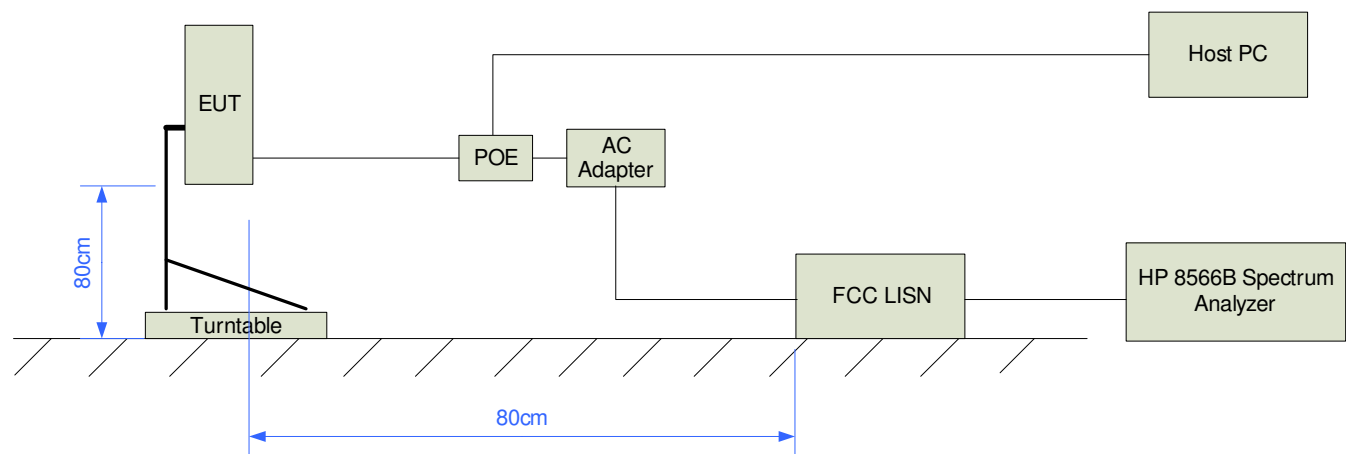 Host PC
EUT
POE
AC
Adapter
80cm
FCC LISN
HP 8566B Spectrum
Analyzer
Turntable
80cm